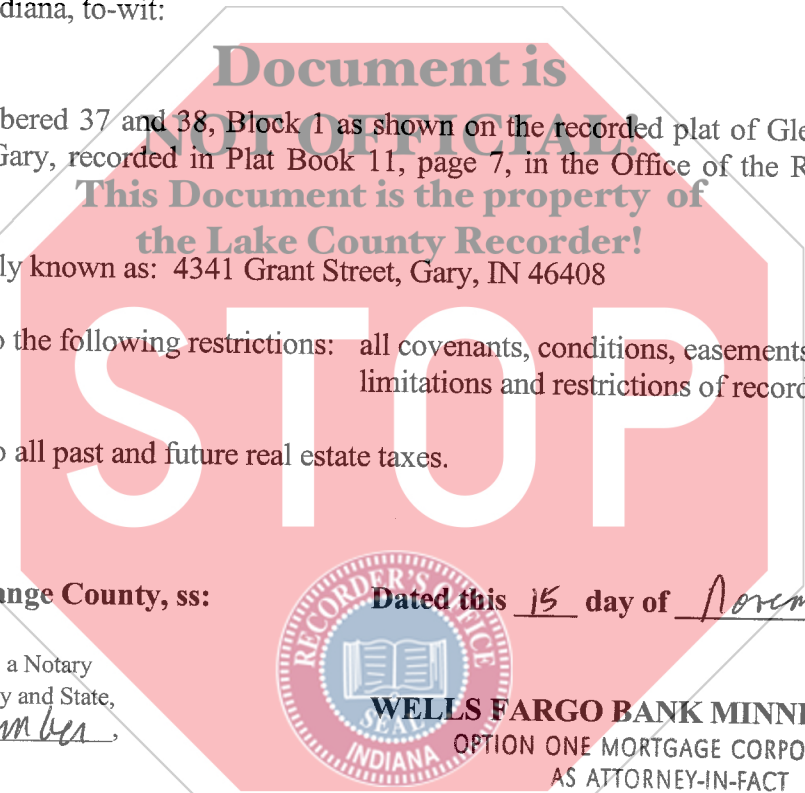 diana, to-wit:
Document is
NOT OFFICIAL!
bered 37 and 38, Block 1 as shown on the recorded plat of Gle
Gary, recorded in Plat Book 11, page 7, in the Office of the R
This Document is the property of
the Lake County Recorder!
ly known as: 4341 Grant Street, Gary, IN 46408
o the following restrictions: all covenants, conditions, easements
limitations and restrictions of record
o all past and future real estate taxes.
STOP
ange County, ss:
Dated this 15 day of Novem
a Notary
y and State,
mber,
RECORDER'S OFFICE
SEAL
INDIANA
WELLS FARGO BANK MINNE
OPTION ONE MORTGAGE CORPO
AS ATTORNEY-IN-FACT